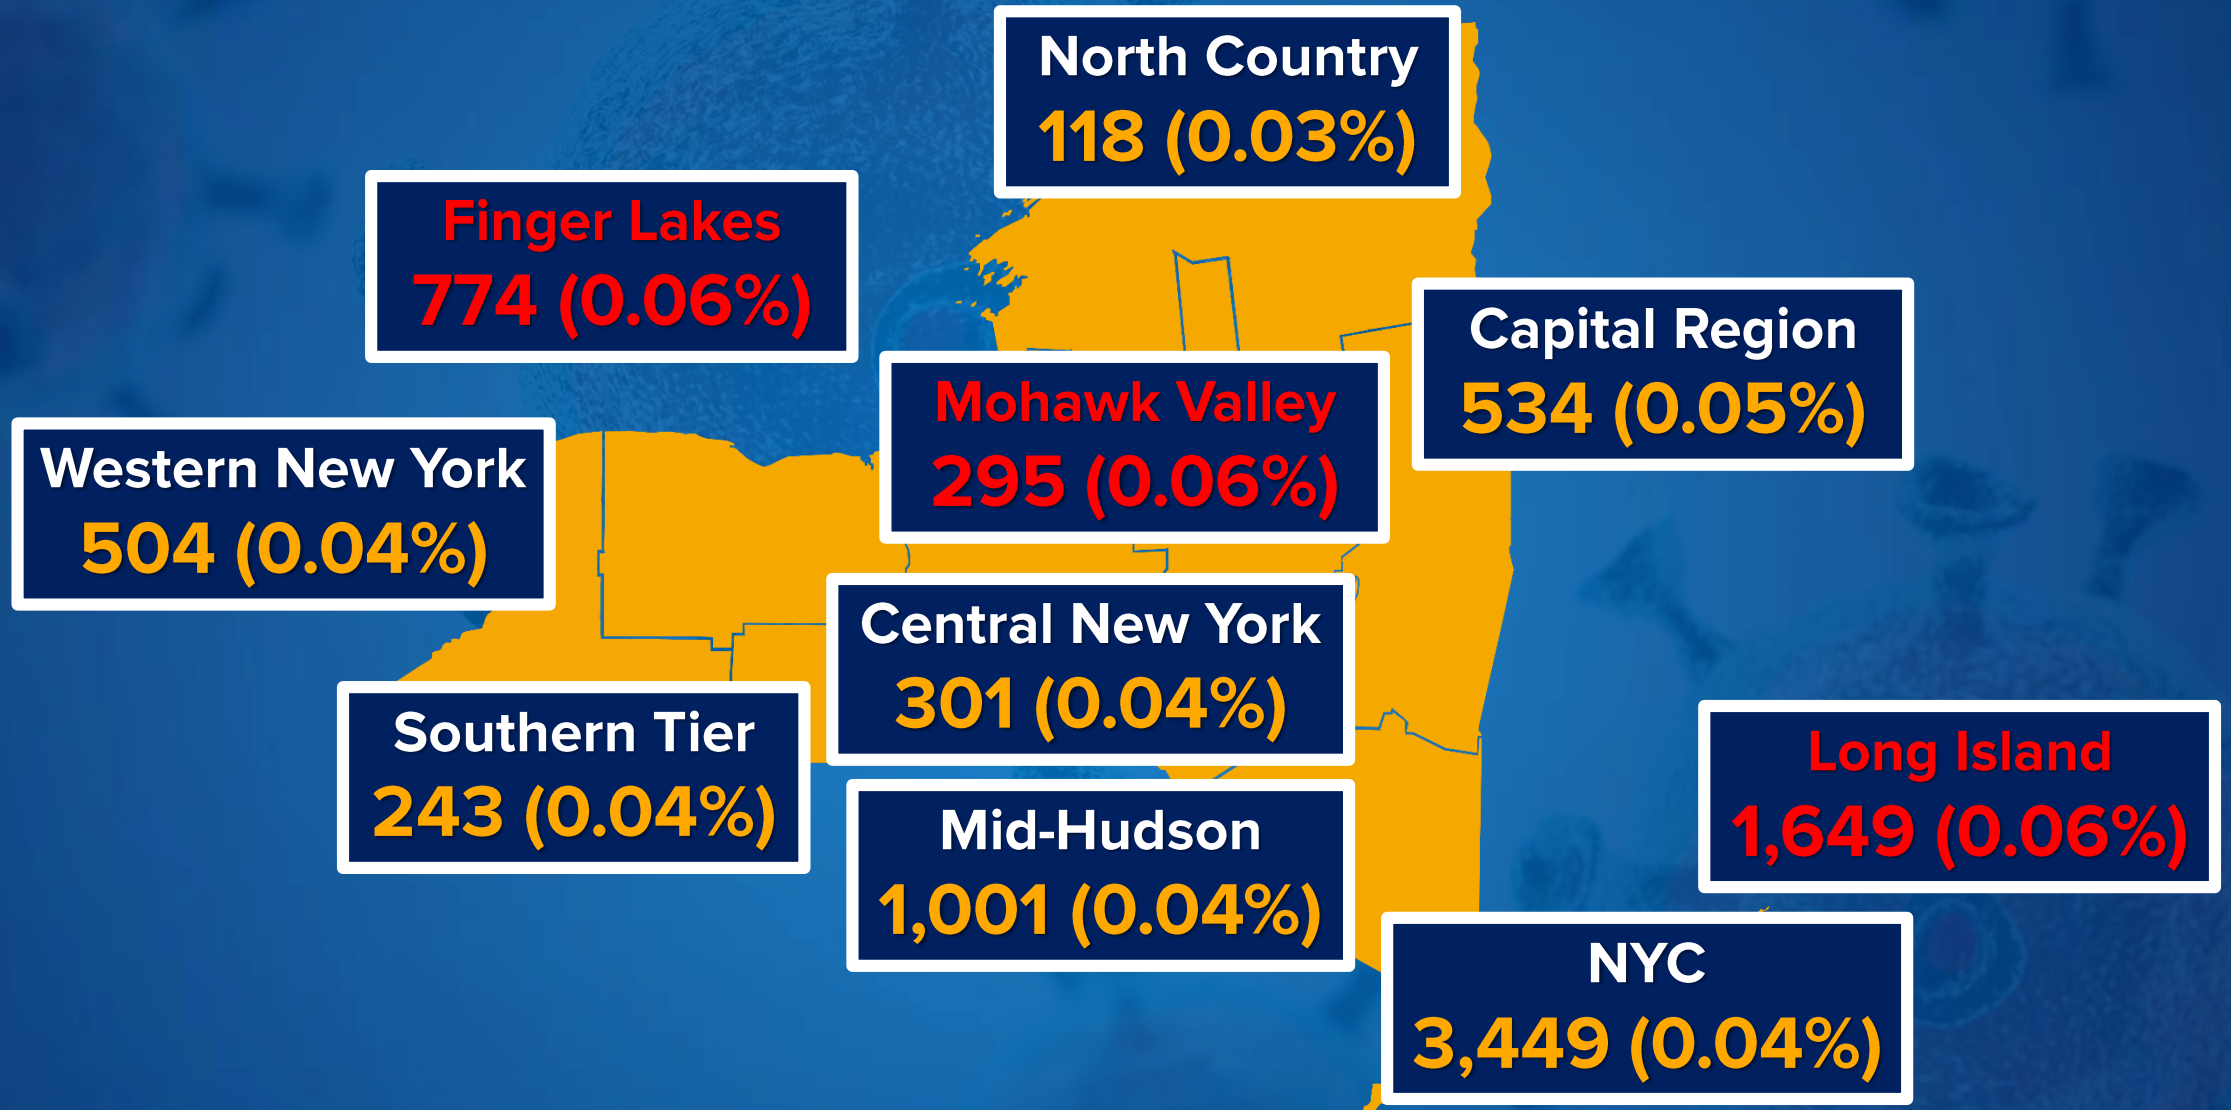 North Country
118 (0.03%)
Finger Lakes
774 (0.06%)
Capital Region
534 (0.05%)
Mohawk Valley
295 (0.06%)
Western New York
504 (0.04%)
Central New York
301 (0.04%)
Southern Tier
243 (0.04%)
Long Island
1,649 (0.06%)
Mid-Hudson
1,001 (0.04%)
NYC
3,449 (0.04%)